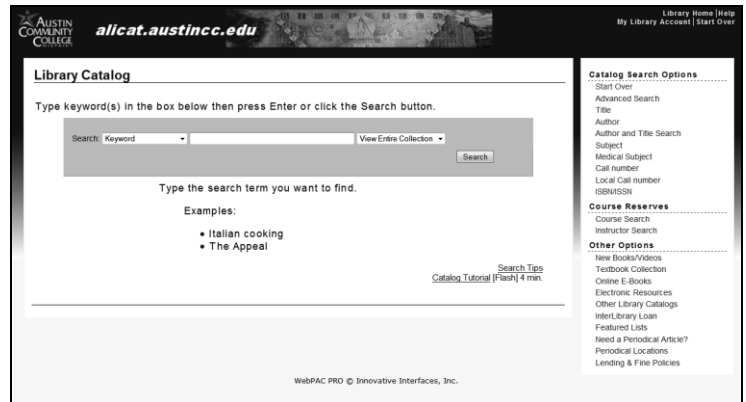 AUSTIN
COMMUNITY
COLLEGE
alicat.austincc.edu
Library Home | Help
My Library Account | Start Over
Library Catalog
Type keyword(s) in the box below then press Enter or click the Search button.
Search: Keyword View Entire Collection
Search
Type the search term you want to find.
Examples:
• Italian cooking
• The Appeal
Search Tips
Catalog Tutorial [Flash] 4 min.
Catalog Search Options
Start Over
Advanced Search
Title
Author
Author and Title Search
Subject
Medical Subject
Call number
Local Call number
ISBN/ISSN
Course Reserves
Course Search
Instructor Search
Other Options
New Books/Videos
Textbook Collection
Online E-Books
Electronic Resources
Other Library Catalogs
InterLibrary Loan
Featured Lists
Need a Periodical Article?
Periodical Locations
Lending & Fine Policies
WebPAC PRO © Innovative Interfaces, Inc.